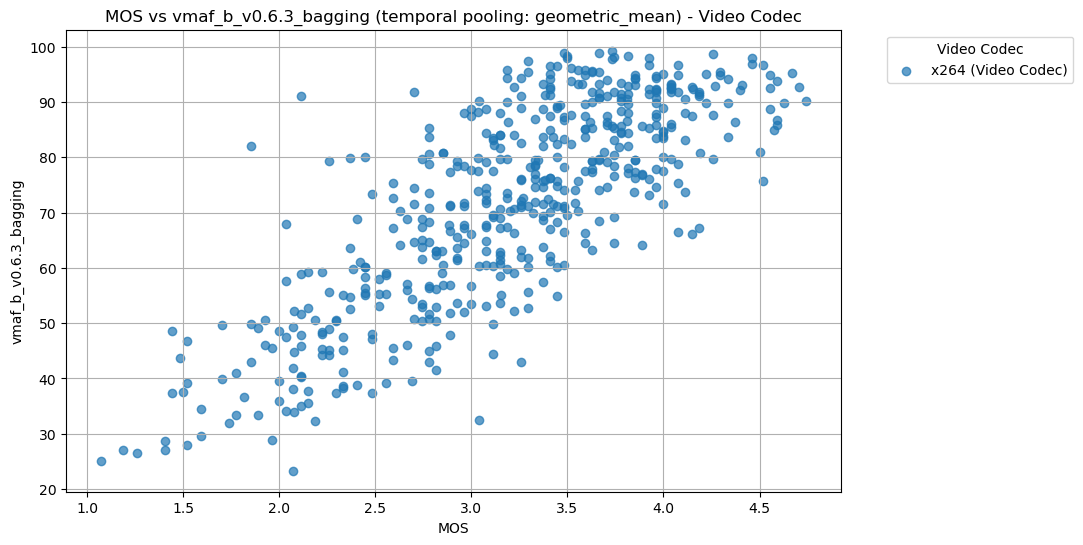 MOS vs vmaf_b_v0.6.3_bagging (temporal pooling: geometric_mean) - Video Codec
Video Codec
x264 (Video Codec)
vmaf_b_v0.6.3_bagging
100
90
80
70
60
50
40
30
20
1.0 1.5 2.0 2.5 3.0 3.5 4.0 4.5
MOS